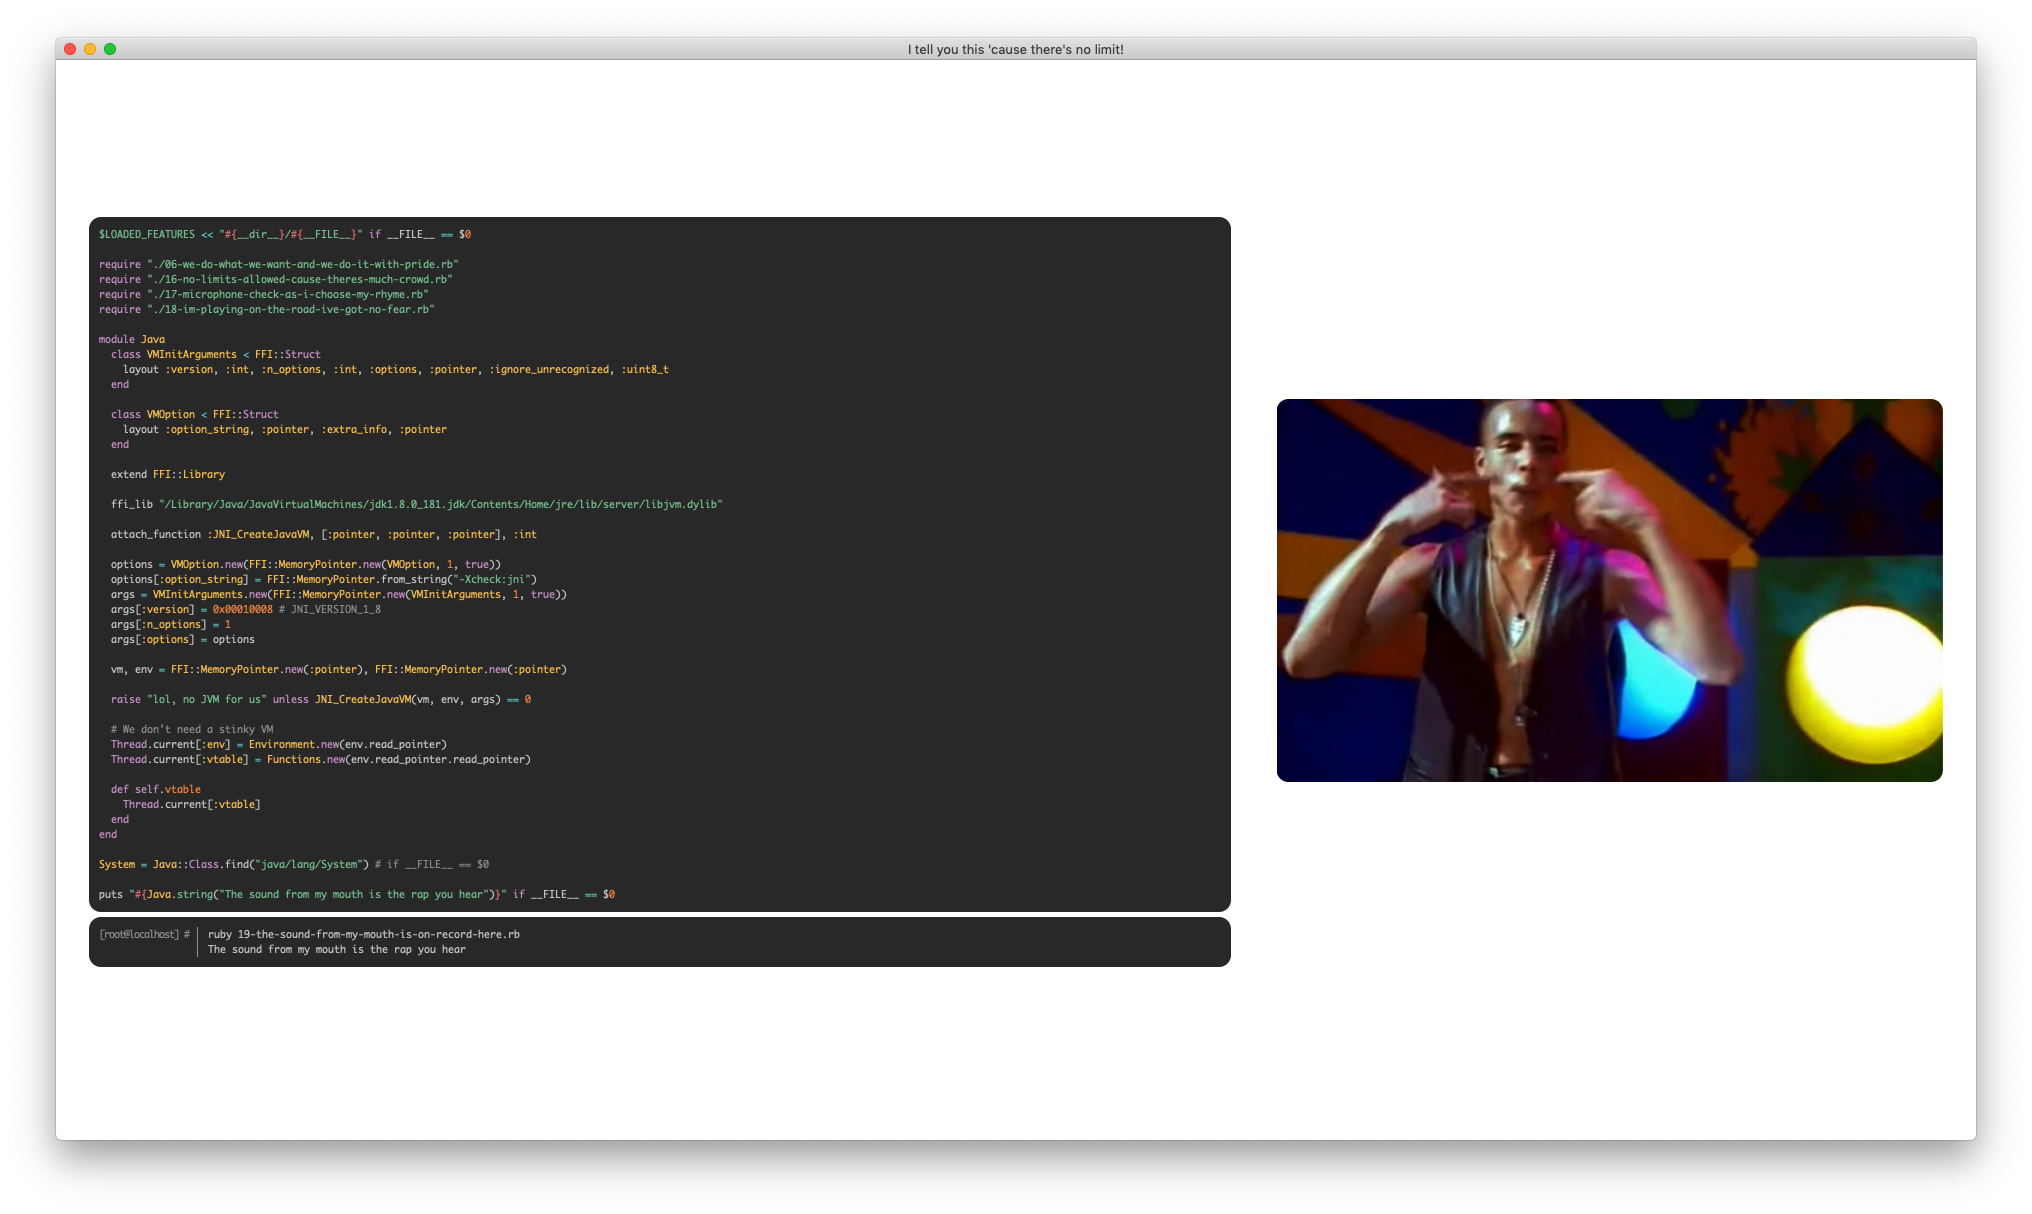 I tell you this 'cause there's no limit!
$LOADED_FEATURES << "#{__dir__}/#{__FILE__}" if __FILE__ == $0
require "./06-we-do-what-we-want-and-we-do-it-with-pride.rb"
require "./16-no-limits-allowed-cause-theres-much-crowd.rb"
require "./17-microphone-check-as-i-choose-my-rhyme.rb"
require "./18-im-playing-on-the-road-ive-got-no-fear.rb"
module Java
class VMInitArguments < FFI::Struct
layout :version, :int, :n_options, :int, :options, :pointer, :ignore_unrecognized, :uint8_t
end
class VMOption < FFI::Struct
layout :option_string, :pointer, :extra_info, :pointer
end
extend FFI::Library
ffi_lib "/Library/Java/JavaVirtualMachines/jdk1.8.0_181.jdk/Contents/Home/jre/lib/server/libjvm.dylib"
attach_function :JNI_CreateJavaVM, [:pointer, :pointer, :pointer], :int
options = VMOption.new(FFI::MemoryPointer.new(VMOption, 1, true))
options[:option_string] = FFI::MemoryPointer.from_string("-Xcheck:jni")
args = VMInitArguments.new(FFI::MemoryPointer.new(VMInitArguments, 1, true))
args[:version] = 0x00010008 # JNI_VERSION_1_8
args[:n_options] = 1
args[:options] = options
vm, env = FFI::MemoryPointer.new(:pointer), FFI::MemoryPointer.new(:pointer)
raise "lol, no JVM for us" unless JNI_CreateJavaVM(vm, env, args) == 0
# We don't need a stinky VM
Thread.current[:env] = Environment.new(env.read_pointer)
Thread.current[:vtable] = Functions.new(env.read_pointer.read_pointer)
def self.vtable
Thread.current[:vtable]
end
end
System = Java::Class.find("java/lang/System") # if __FILE__ == $0
puts "#{Java.string("The sound from my mouth is the rap you hear")}" if __FILE__ == $0
[root@localhost] # ruby 19-the-sound-from-my-mouth-is-on-record-here.rb
The sound from my mouth is the rap you hear